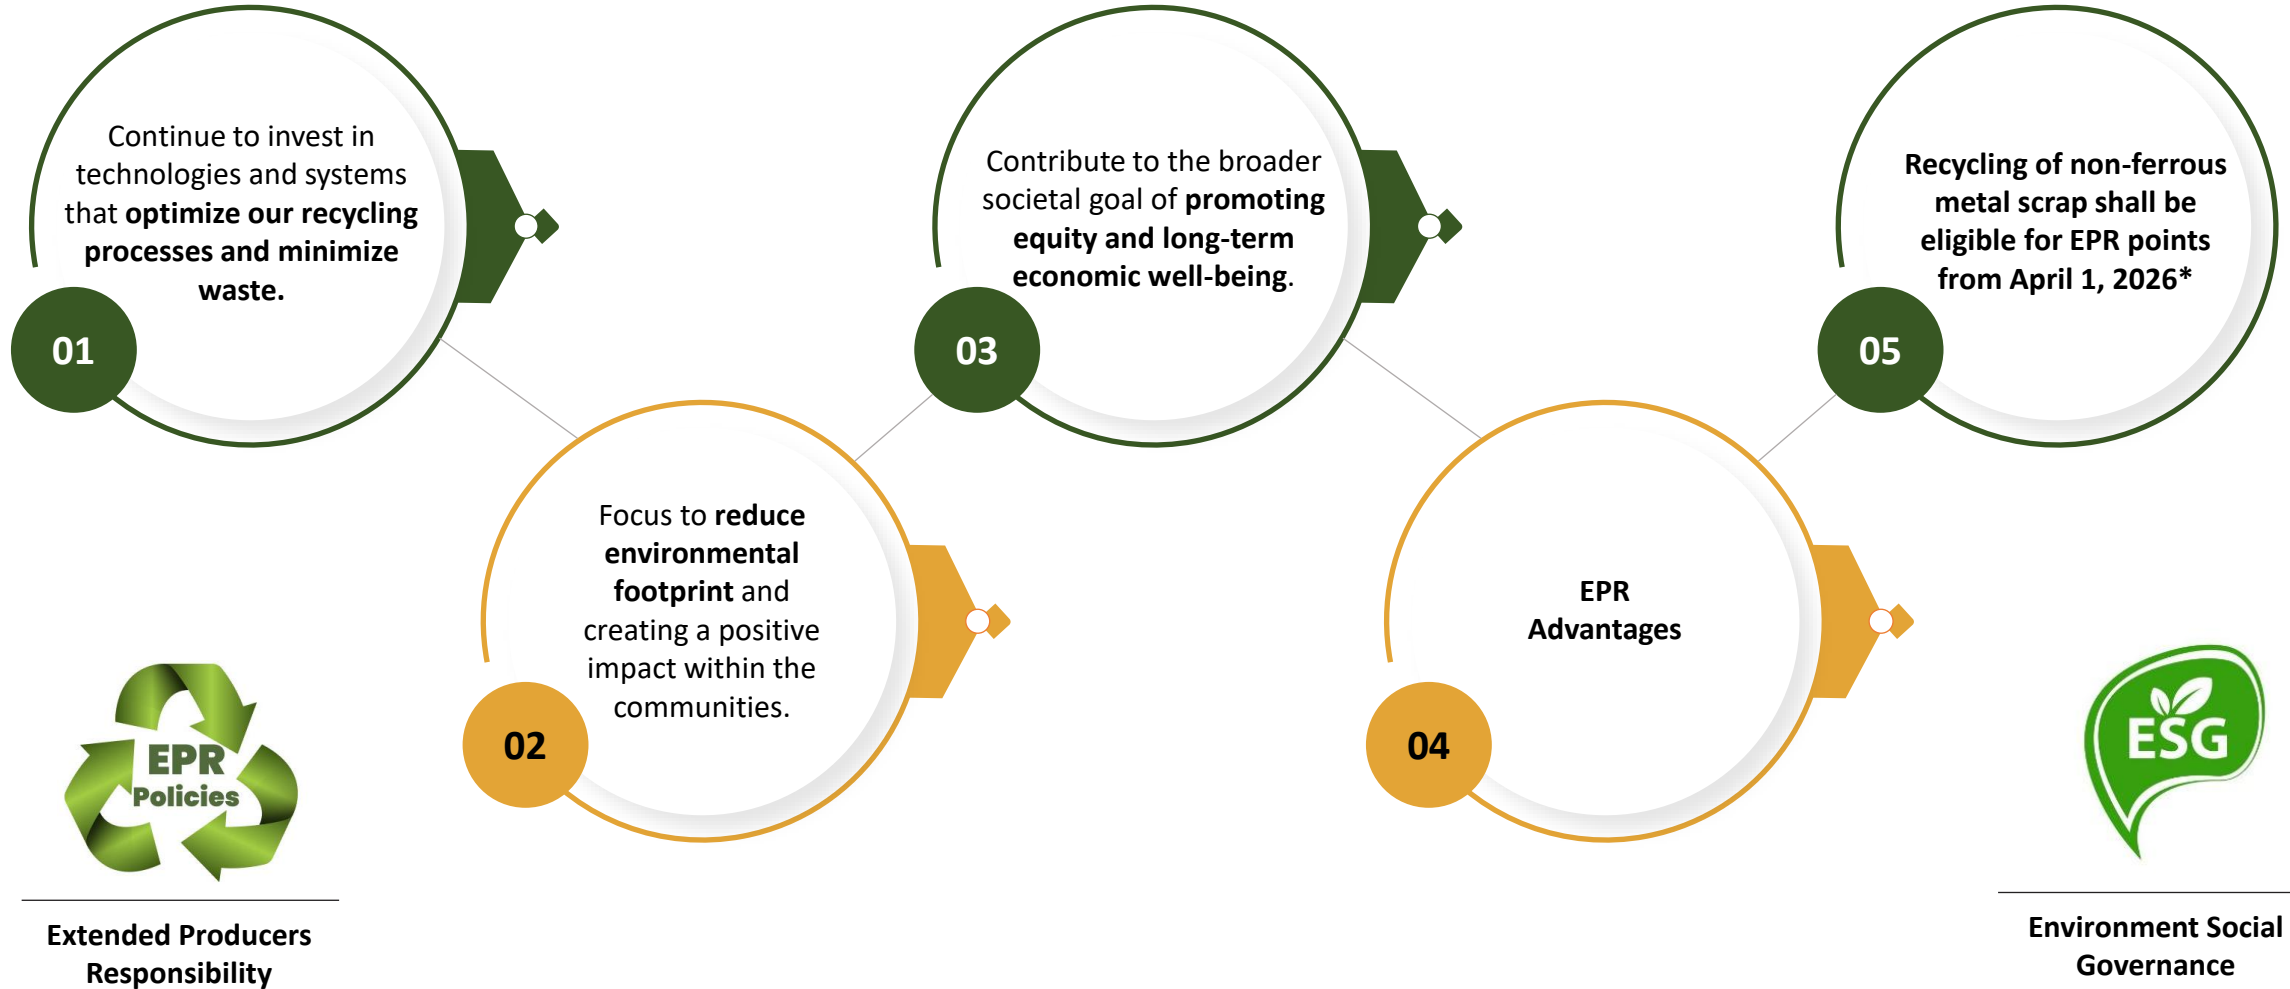 Continue to invest in
technologies and systems
that optimize our recycling
processes and minimize
waste.
01
Focus to reduce
environmental
footprint and
creating a positive
impact within the
communities.
02
Contribute to the broader
societal goal of promoting
equity and long-term
economic well-being.
03
EPR
Advantages
04
Recycling of non-ferrous
metal scrap shall be
eligible for EPR points
from April 1, 2026*
05
EPR
Policies
Extended Producers
Responsibility
ESG
Environment Social
Governance